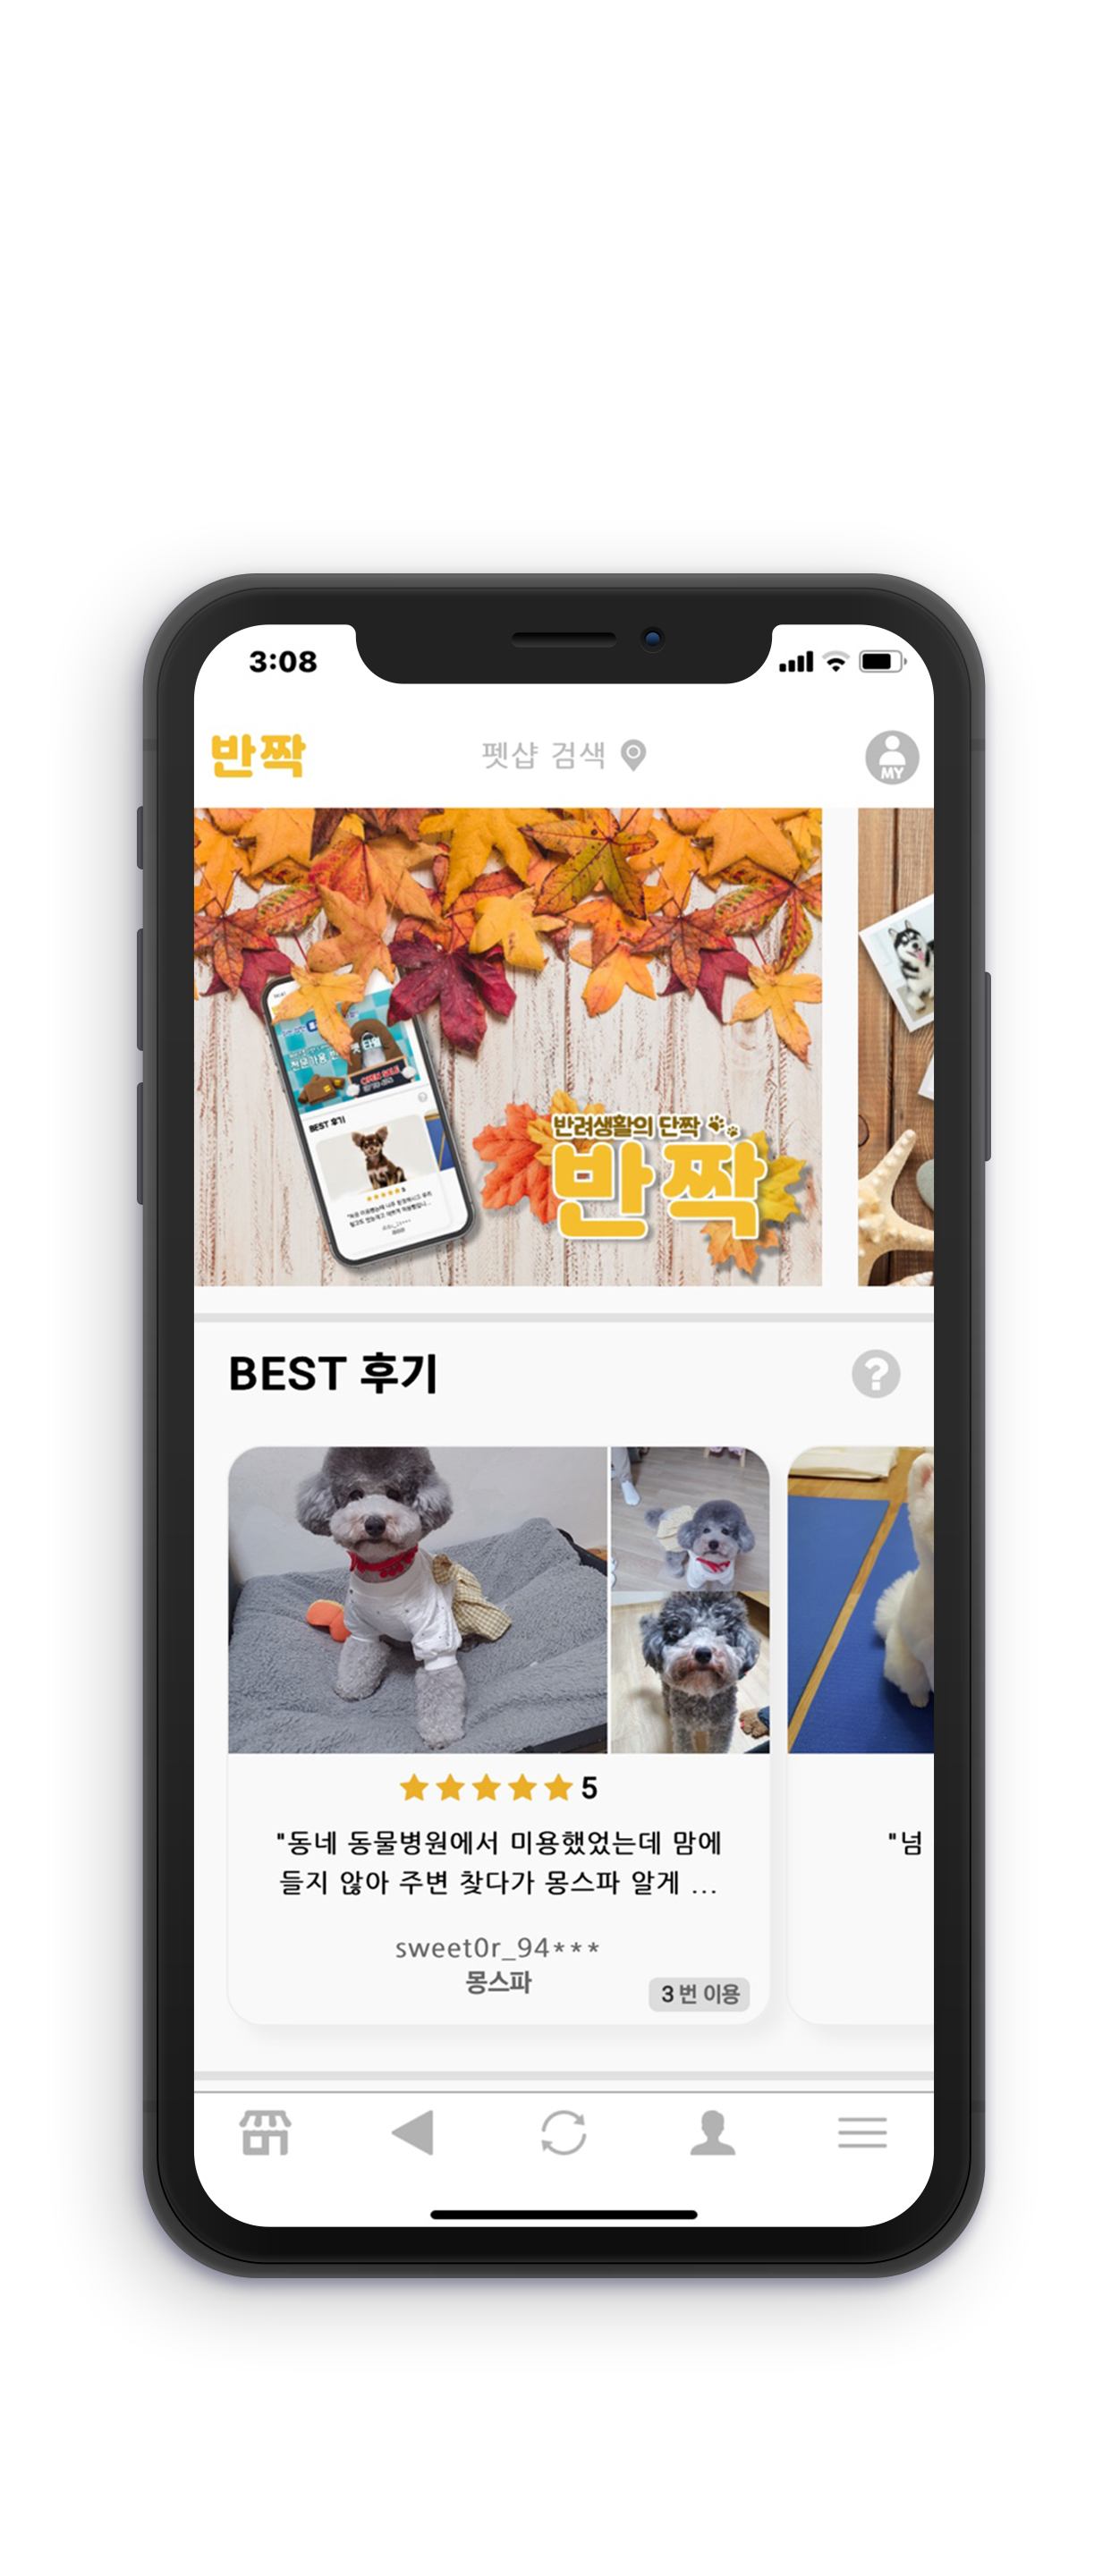 3:08
반짝
펫샵 검색
MY
BEST 후기
반려생활의 단짝
반짝
BEST 후기
?
5
"동네 동물병원에서 미용했었는데 맘에
들지 않아 주변 찾다가 몽스파 알게 ...
"넘
sweet0r_94***
몽스파
3 번 이용